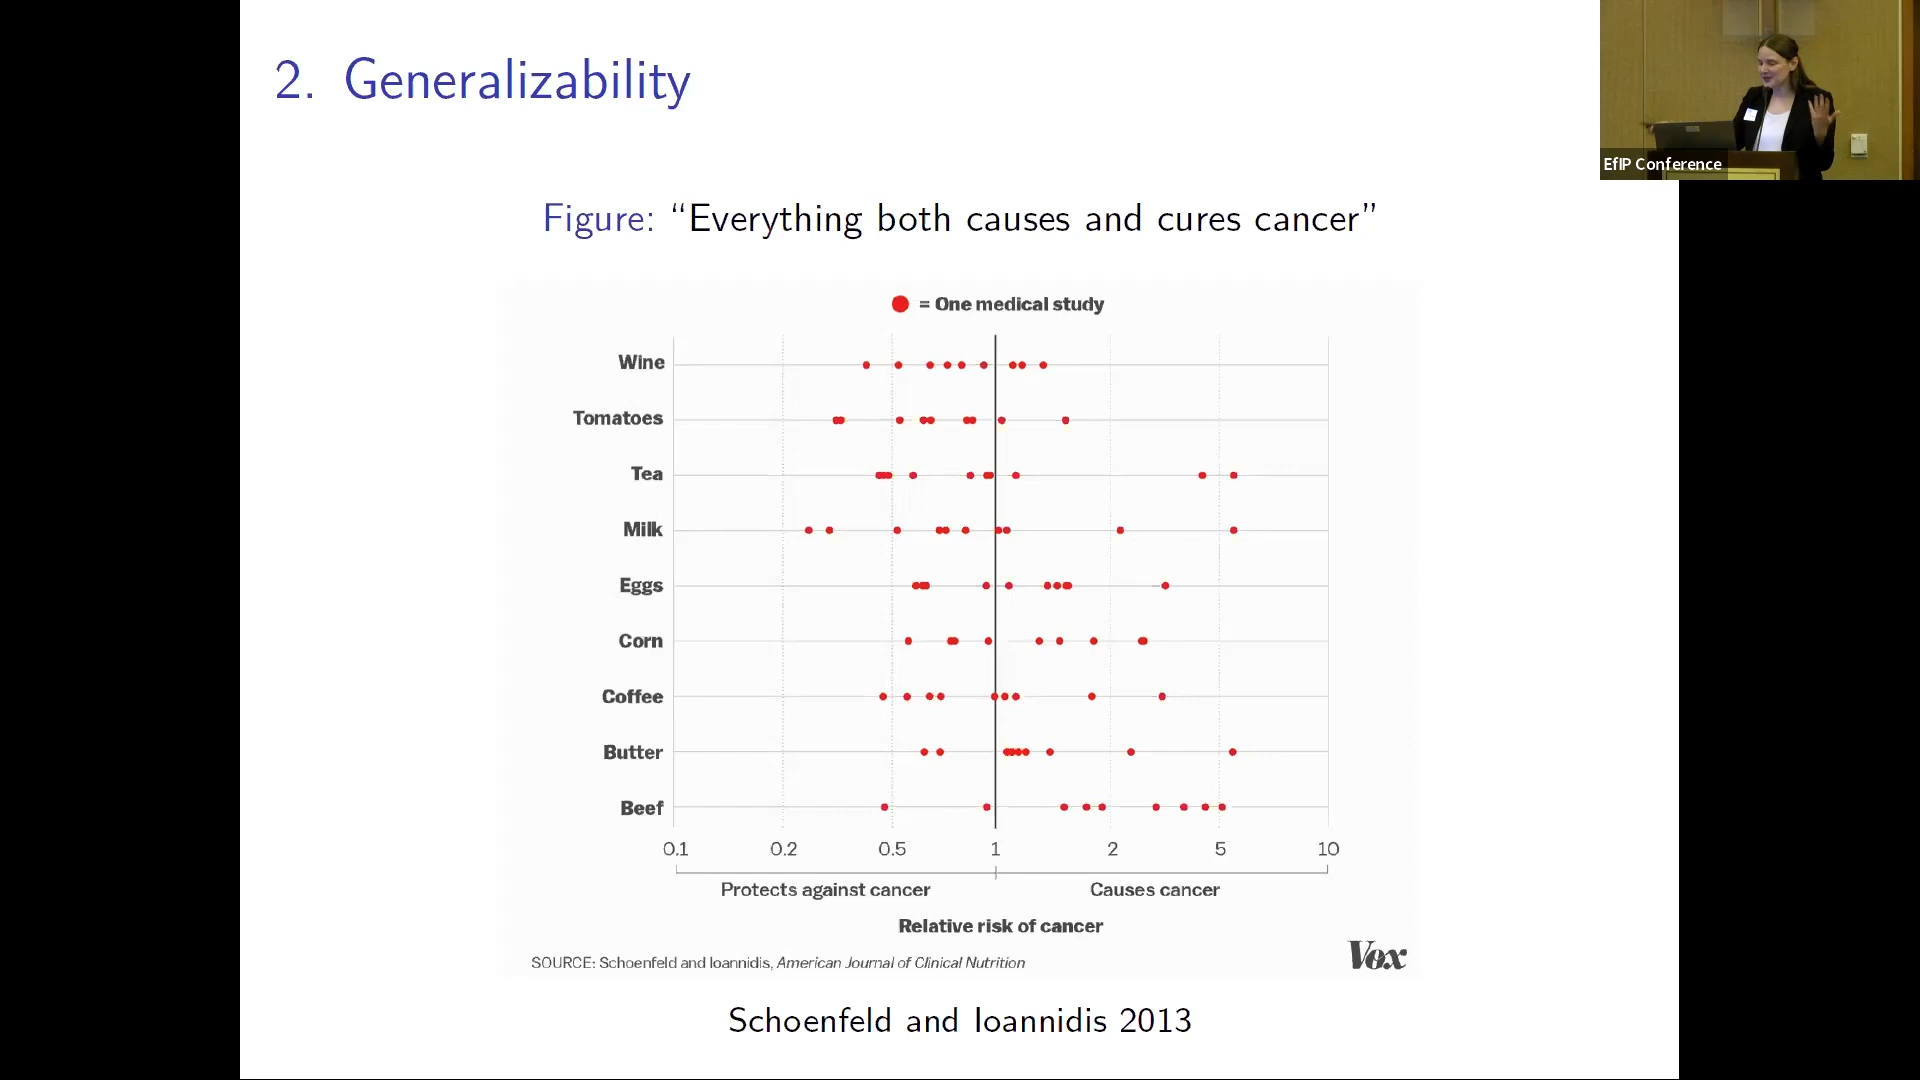 2. Generalizability
EfIP Conference
Figure: “Everything both causes and cures cancer”
= One medical study
Wine
Tomatoes
Tea
Milk
Eggs
Corn
Coffee
Butter
Beef
0.1 0.2 0.5 1 2 5 10
Protects against cancer Causes cancer
Relative risk of cancer
SOURCE: Schoenfeld and Ioannidis, American Journal of Clinical Nutrition
Vox
Schoenfeld and Ioannidis 2013